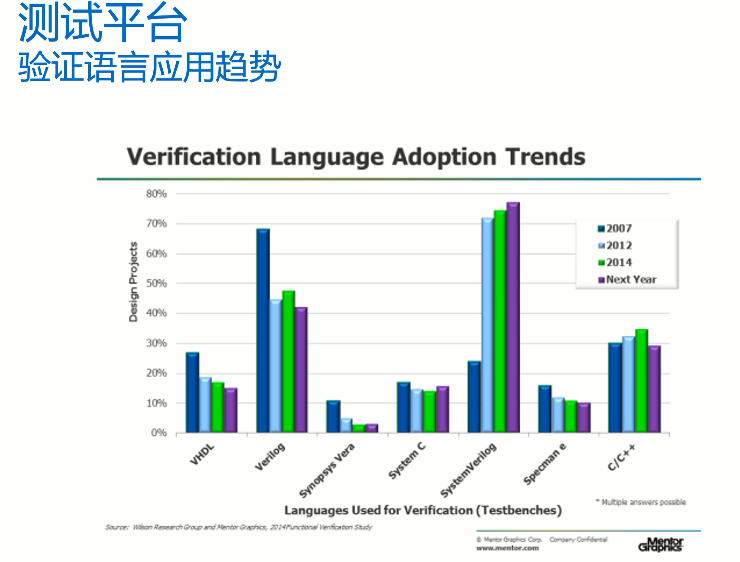 测试平台
验证语言应用趋势
Verification Language Adoption Trends
80%
70%
60%
50%
40%
30%
20%
10%
0%
Design Projects
2007
2012
2014
Next Year
VHDL
Verilog
Synopsys Vera
System C
SystemVerilog
Specman e
C/C++
* Multiple answers possible
Languages Used for Verification (Testbenches)
Source: Wilson Research Group and Mentor Graphics, 2014 Functional Verification Study
© Mentor Graphics Corp. Company Confidential
www.mentor.com
Mentor
Graphics